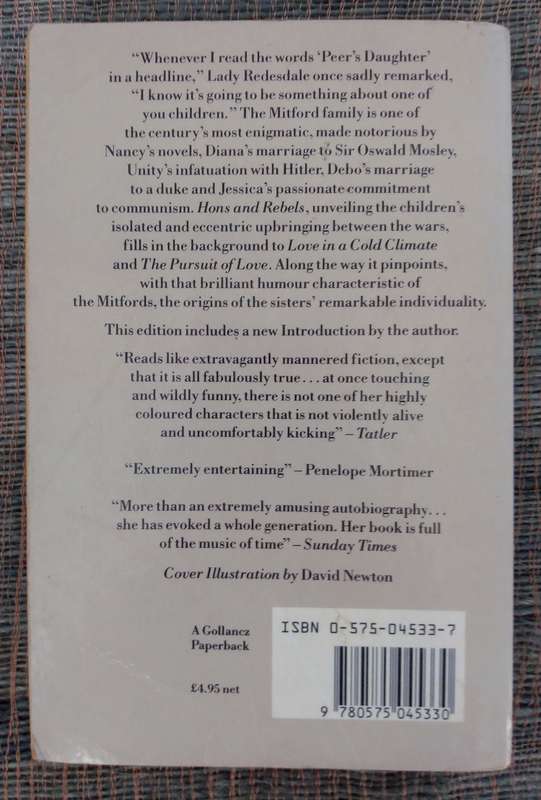 “Whenever I read the words ‘Peer’s Daughter’
in a headline,” Lady Redesdale once sadly remarked,
“I know it’s going to be something about one of
you children.” The Mitford family is one of
the century’s most enigmatic, made notorious by
Nancy’s novels, Diana’s marriage to Sir Oswald Mosley,
Unity’s infatuation with Hitler, Debo’s marriage
to a duke and Jessica’s passionate commitment
to communism. Hons and Rebels, unveiling the children’s
isolated and eccentric upbringing between the wars,
fills in the background to Love in a Cold Climate
and The Pursuit of Love. Along the way it pinpoints,
with that brilliant humour characteristic of
the Mitfords, the origins of the sisters’ remarkable individuality.
This edition includes a new Introduction by the author.
“Reads like extravagantly mannered fiction, except
that it is all fabulously true... at once touching
and wildly funny, there is not one of her highly
coloured characters that is not violently alive
and uncomfortably kicking” – Tatler
“Extremely entertaining” – Penelope Mortimer
“More than an extremely amusing autobiography...
she has evoked a whole generation. Her book is full
of the music of time” – Sunday Times
Cover Illustration by David Newton
A Gollancz
Paperback
£4.95 net
ISBN 0-575-04533-7
9 780575 045330